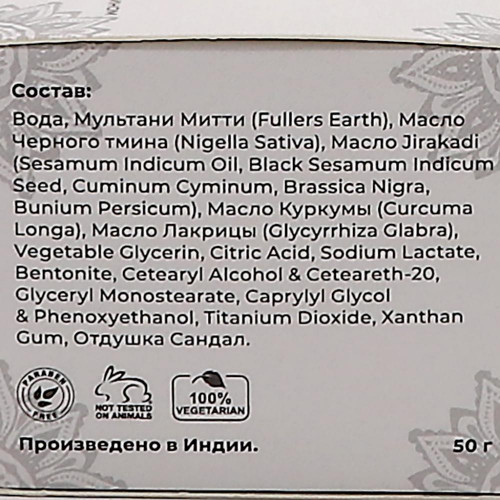 Состав:
Вода, Мультани Митти (Fullers Earth), Масло
Черного тмина (Nigella Sativa), Масло Jirakadi
(Sesamum Indicum Oil, Black Sesamum Indicum
Seed, Cuminum Cyminum, Brassica Nigra,
Bunium Persicum), Масло Куркумы (Curcuma
Longa), Масло Лакрицы (Glycyrrhiza Glabra),
Vegetable Glycerin, Citric Acid, Sodium Lactate,
Bentonite, Cetearyl Alcohol & Ceteareth-20,
Glyceryl Monostearate, Caprylyl Glycol
& Phenoxyethanol, Titanium Dioxide, Xanthan
Gum, Отдушка Сандал.
PARABEN
FREE
NOT TESTED
ON ANIMALS
100%
VEGETARIAN
Произведено в Индии.
50 г